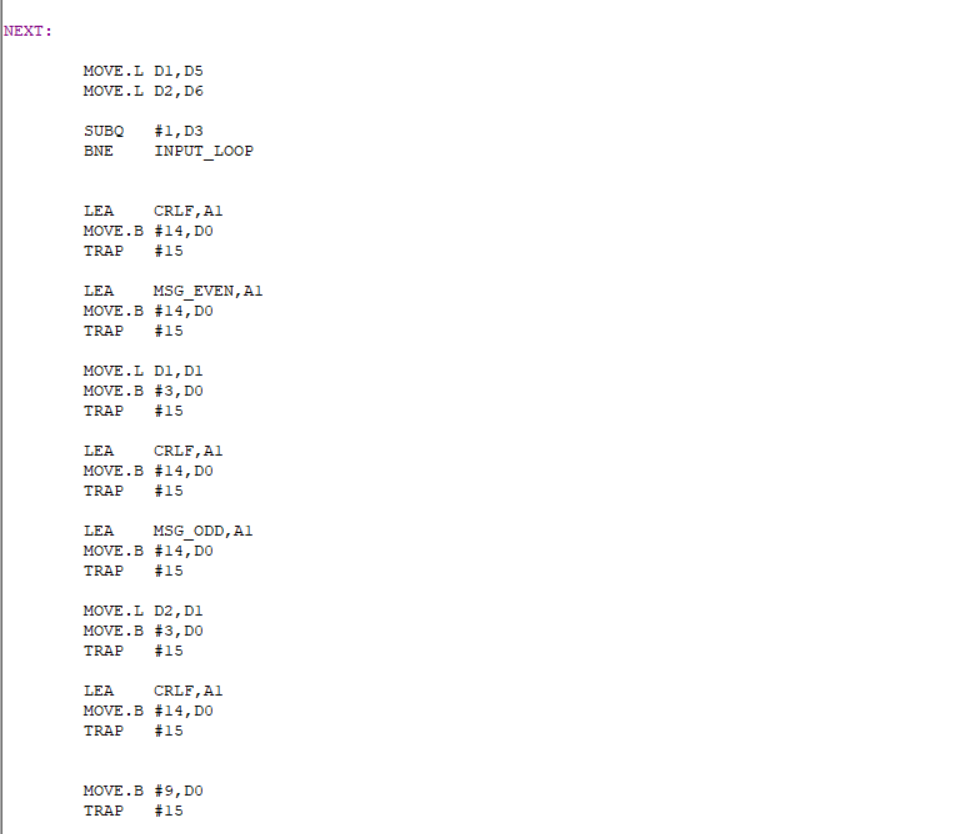 NEXT:
MOVE.L D1,D5
MOVE.L D2,D6
SUBQ #1,D3
BNE INPUT_LOOP
LEA CRLF,A1
MOVE.B #14,D0
TRAP #15
LEA MSG_EVEN,A1
MOVE.B #14,D0
TRAP #15
MOVE.L D1,D1
MOVE.B #3,D0
TRAP #15
LEA CRLF,A1
MOVE.B #14,D0
TRAP #15
LEA MSG_ODD,A1
MOVE.B #14,D0
TRAP #15
MOVE.L D2,D1
MOVE.B #3,D0
TRAP #15
LEA CRLF,A1
MOVE.B #14,D0
TRAP #15
MOVE.B #9,D0
TRAP #15